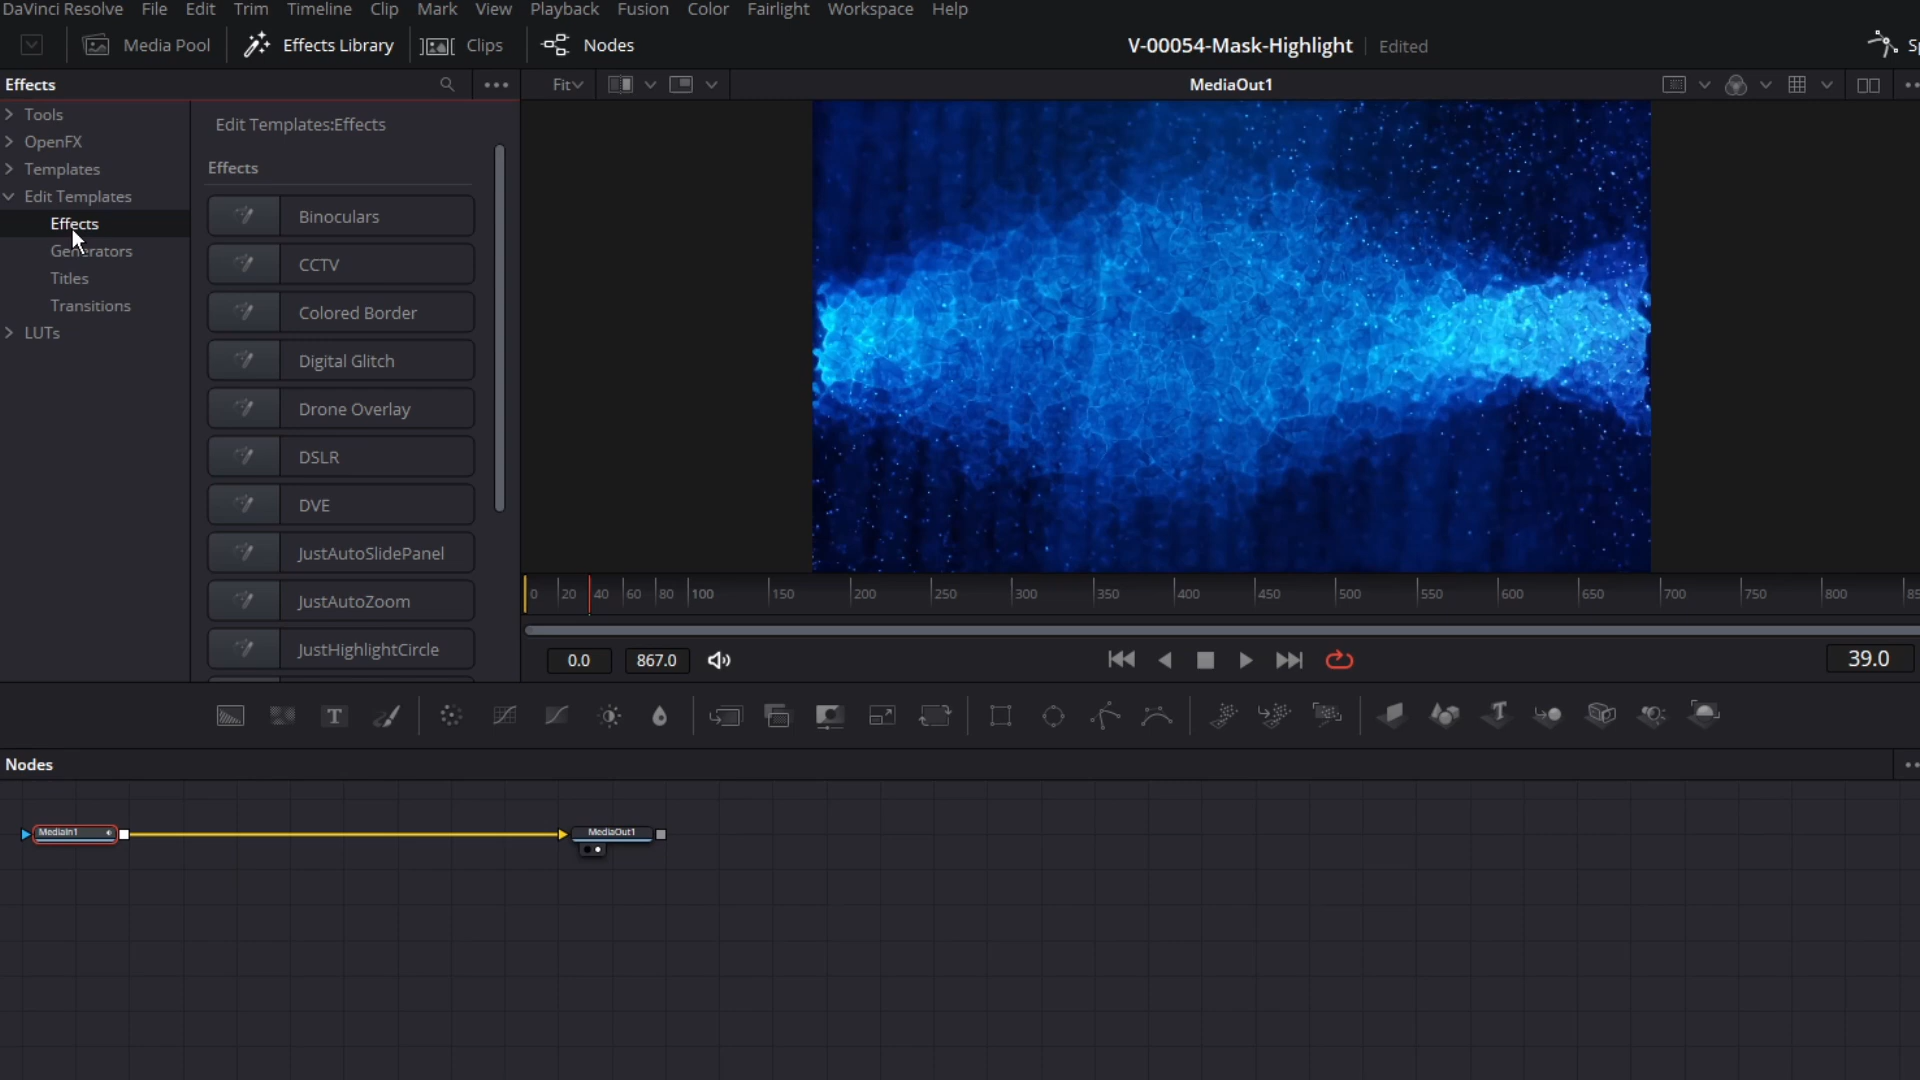 DaVinci Resolve File Edit Trim Timeline Clip Mark View Playback Fusion Color Fairlight Workspace Help
Media Pool Effects Library Clips Nodes V-00054-Mask-Highlight Edited
Effects Fit MediaOut1
Tools
OpenFX
Templates
Edit Templates
Effects
Generators
Titles
Transitions
LUTs
Edit Templates:Effects
Effects
Binoculars
CCTV
Colored Border
Digital Glitch
Drone Overlay
DSLR
DVE
JustAutoSlidePanel
JustAutoZoom
JustHighlightCircle
0 20 40 60 80 100 150 200 250 300 350 400 450 500 550 600 650 700 750 800
0.0 867.0 39.0
Nodes
MediaIn1 MediaOut1